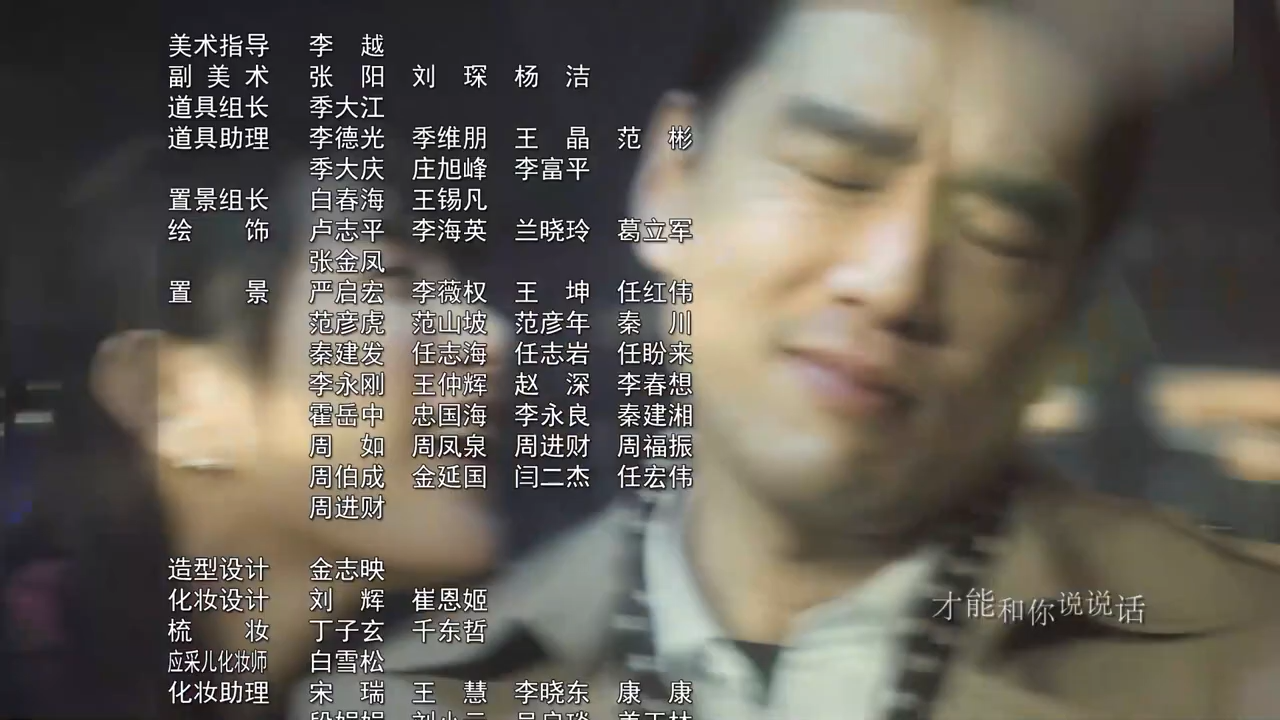 美术指导 李越
副美术 张阳 刘琛 杨洁
道具组长 季大江
道具助理 李德光 季维朋 王晶 范彬
季大庆 庄旭峰 李富平
置景组长 白春海 王锡凡
绘饰 卢志平 李海英 兰晓玲 葛立军
张金凤
置景 严启宏 李薇权 王坤 任红伟
范彦虎 范山坡 范彦年 秦川
秦建发 任志海 任志岩 任盼来
李永刚 王仲辉 赵深 李春想
霍岳中 忠国海 李永良 秦建湘
周如 周凤泉 周进财 周福振
周伯成 金延国 闫二杰 任宏伟
周进财
造型设计 金志映
化妆设计 刘辉 崔恩姬
梳妆 丁子玄 千东哲
应采儿化妆师 白雪松
才能和你说说话
化妆助理 宋瑞 王慧 李晓东 康康